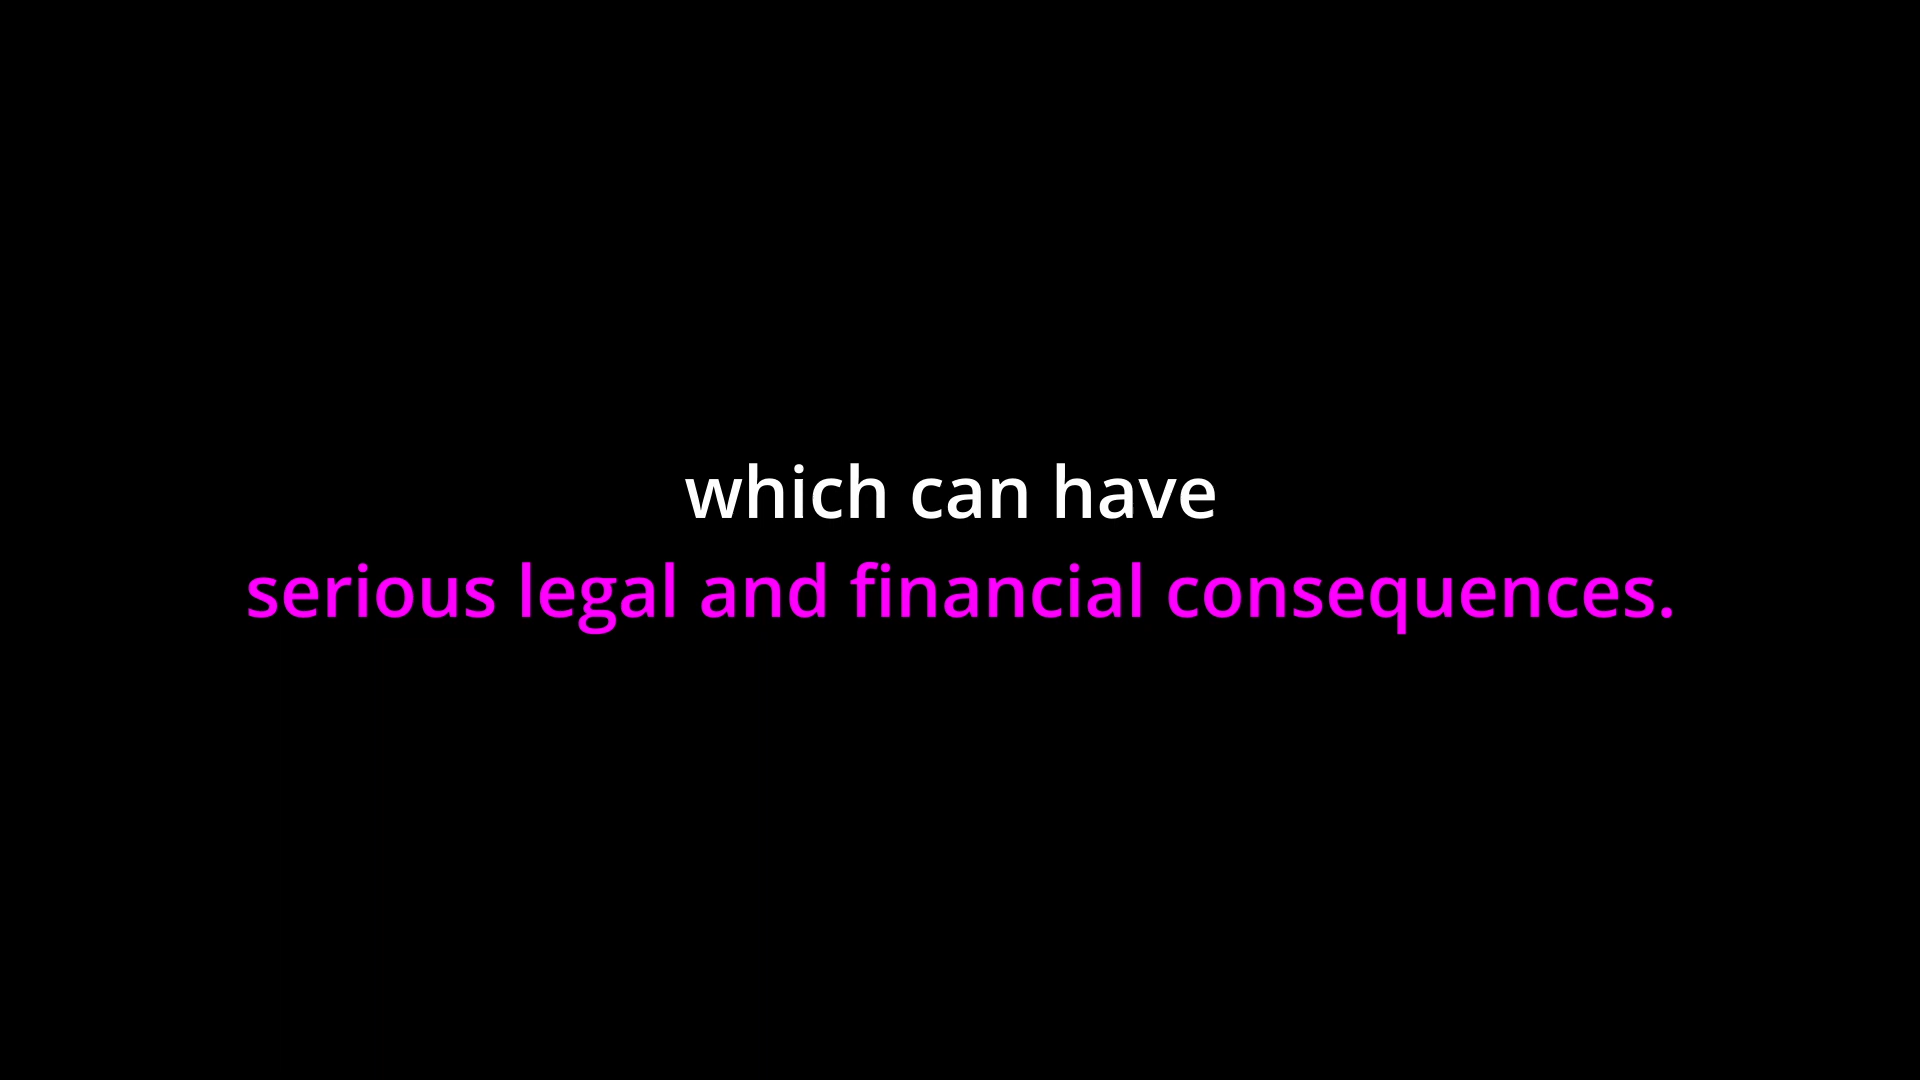 which can have
serious legal and financial consequences.